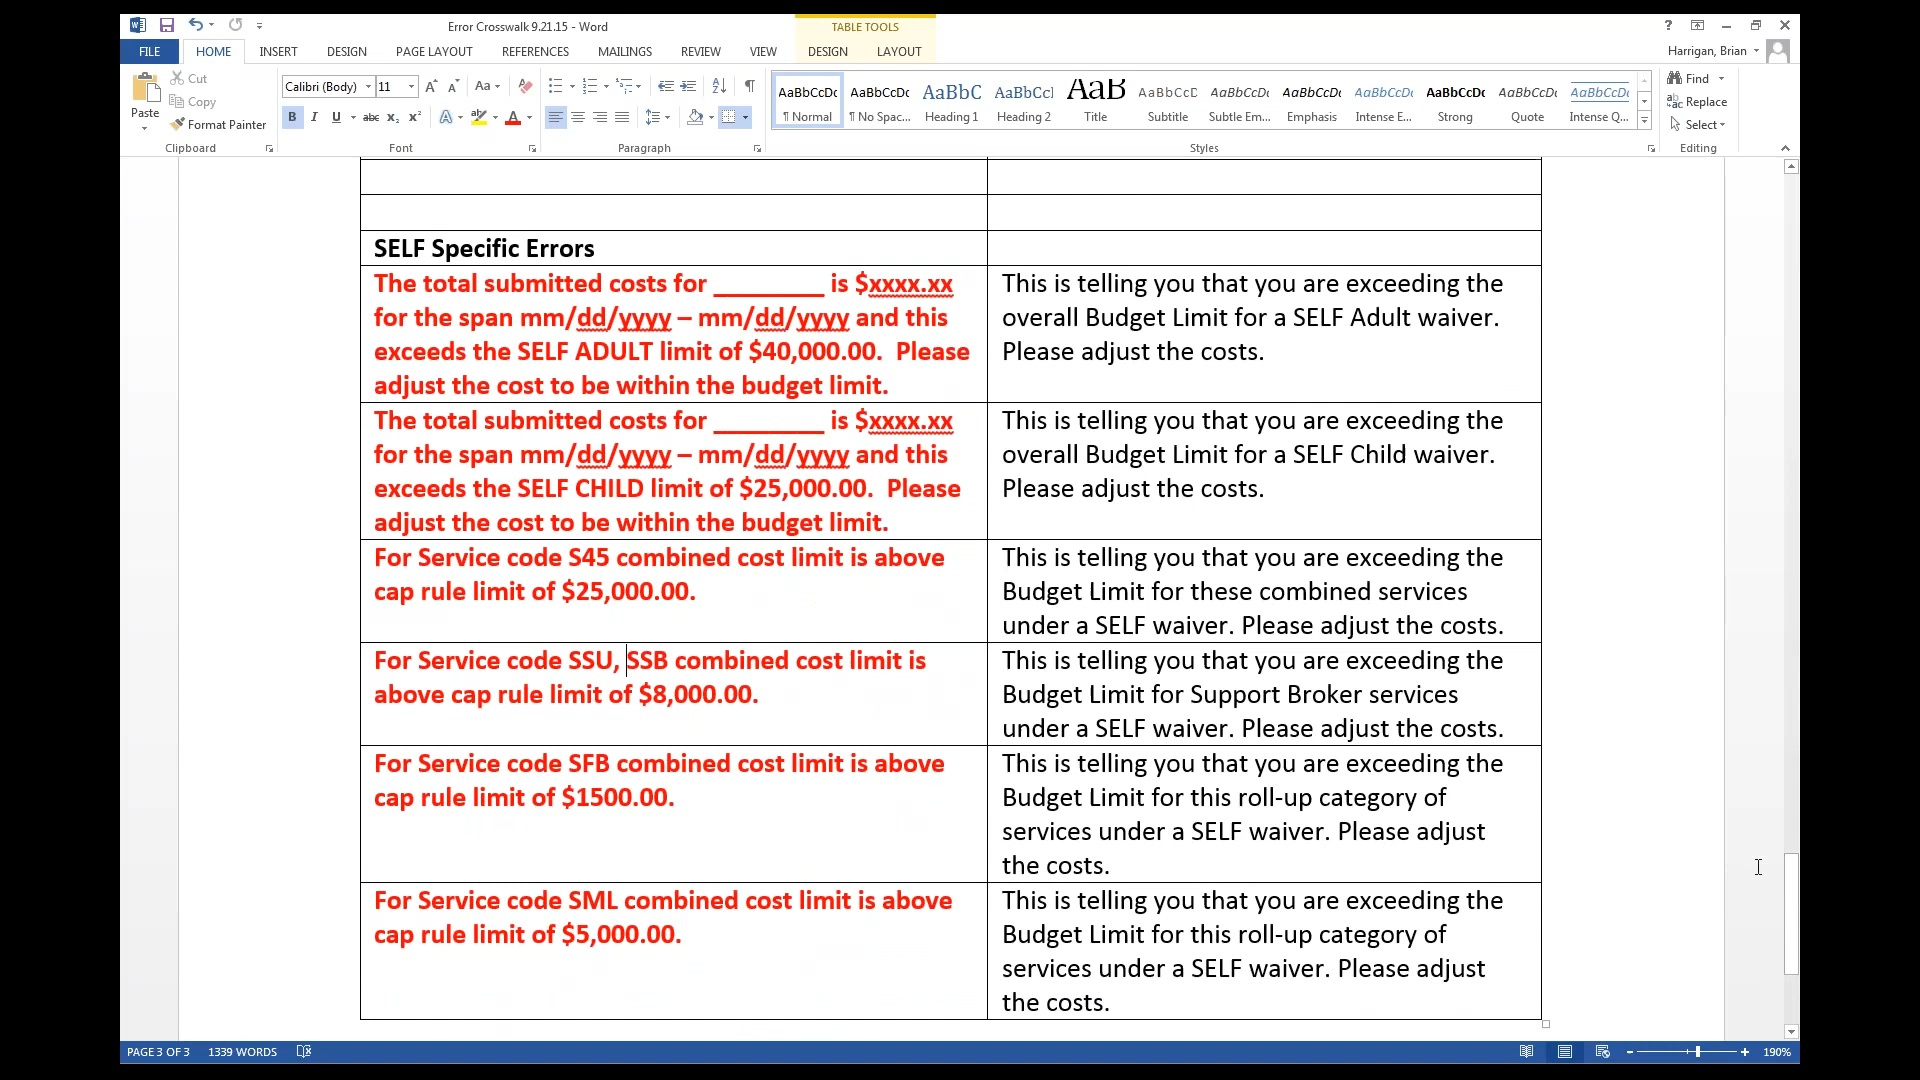 Error Crosswalk 9.21.15 - Word
TABLE TOOLS
?
FILE
HOME
INSERT
DESIGN
PAGE LAYOUT
REFERENCES
MAILINGS
REVIEW
VIEW
DESIGN
LAYOUT
Harrigan, Brian
Paste
Cut
Copy
Format Painter
Clipboard
Calibri (Body)
11
Font
Paragraph
AaBbCcDc
¶ Normal
AaBbCcDc
¶ No Spac...
AaBbC
Heading 1
AaBbCcI
Heading 2
AaB
Title
AaBbCcD
Subtitle
AaBbCcDc
Subtle Em...
AaBbCcDc
Emphasis
AaBbCcDc
Intense E...
AaBbCcDc
Strong
AaBbCcDc
Quote
AaBbCcDc
Intense Q...
Styles
Find
Replace
Select
Editing
SELF Specific Errors
The total submitted costs for _________ is $xxxx.xx
for the span mm/dd/yyyy – mm/dd/yyyy and this
exceeds the SELF ADULT limit of $40,000.00.  Please
adjust the cost to be within the budget limit.
This is telling you that you are exceeding the
overall Budget Limit for a SELF Adult waiver.
Please adjust the costs.
The total submitted costs for _________ is $xxxx.xx
for the span mm/dd/yyyy – mm/dd/yyyy and this
exceeds the SELF CHILD limit of $25,000.00.  Please
adjust the cost to be within the budget limit.
This is telling you that you are exceeding the
overall Budget Limit for a SELF Child waiver.
Please adjust the costs.
For Service code S45 combined cost limit is above
cap rule limit of $25,000.00.
This is telling you that you are exceeding the
Budget Limit for these combined services
under a SELF waiver. Please adjust the costs.
For Service code SSU, SSB combined cost limit is
above cap rule limit of $8,000.00.
This is telling you that you are exceeding the
Budget Limit for Support Broker services
under a SELF waiver. Please adjust the costs.
For Service code SFB combined cost limit is above
cap rule limit of $1500.00.
This is telling you that you are exceeding the
Budget Limit for this roll-up category of
services under a SELF waiver. Please adjust
the costs.
For Service code SML combined cost limit is above
cap rule limit of $5,000.00.
This is telling you that you are exceeding the
Budget Limit for this roll-up category of
services under a SELF waiver. Please adjust
the costs.
PAGE 3 OF 3
1339 WORDS
190%